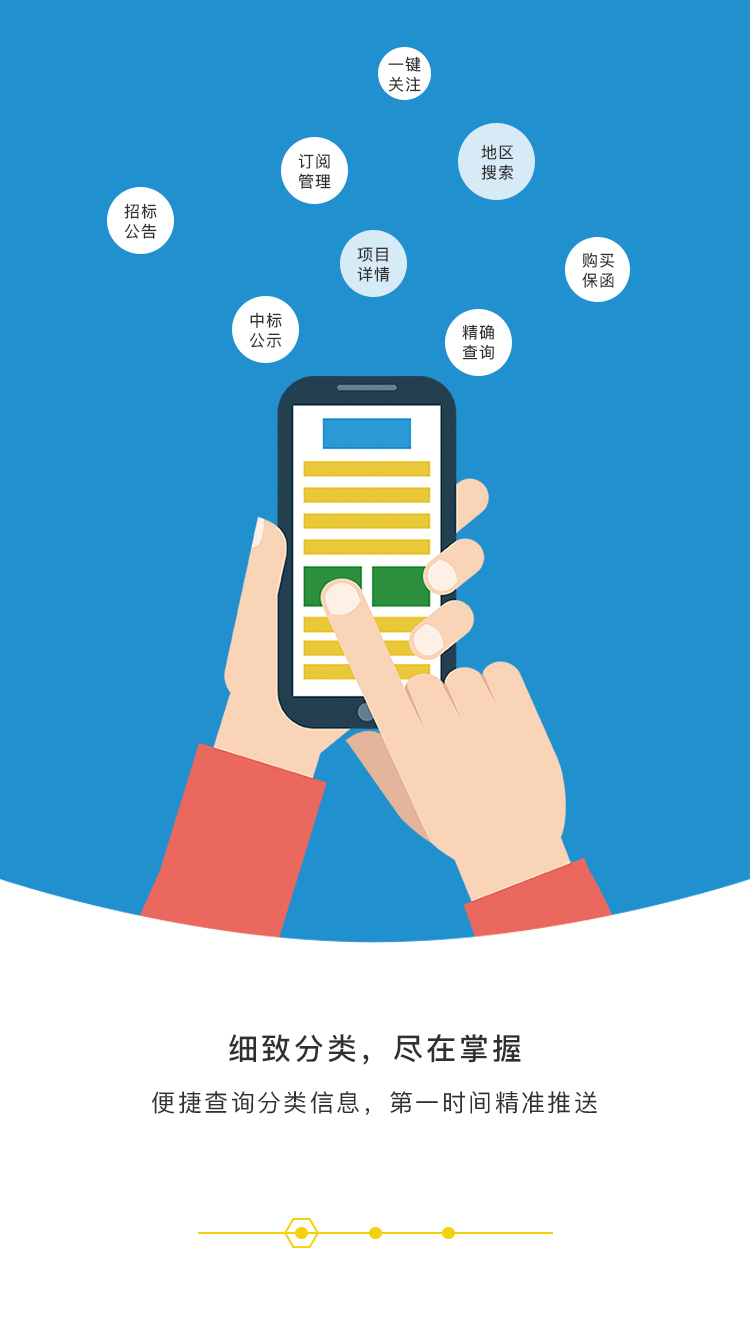 一键
关注
地区
搜索
订阅
管理
招标
公告
项目
详情
购买
保函
中标
公示
精确
查询
细致分类，尽在掌握
便捷查询分类信息，第一时间精准推送